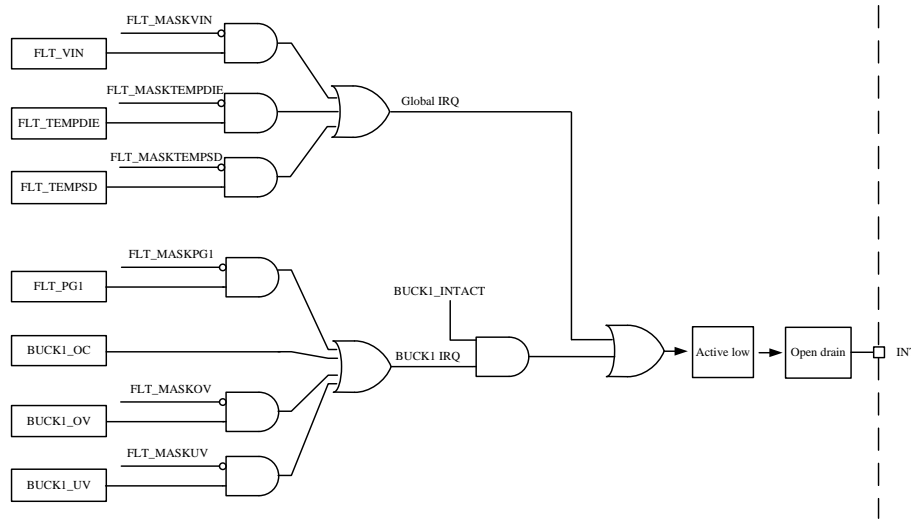 FLT_MASKVIN
FLT_VIN
FLT_MASKTEMPDIE
FLT_TEMPDIE
Global IRQ
FLT_MASKTEMPSD
FLT_TEMPSD
FLT_MASKPG1
FLT_PG1
BUCK1_INTACT
BUCK1_OC
BUCK1 IRQ
Active low
Open drain
INT
FLT_MASKOV
BUCK1_OV
FLT_MASKUV
BUCK1_UV